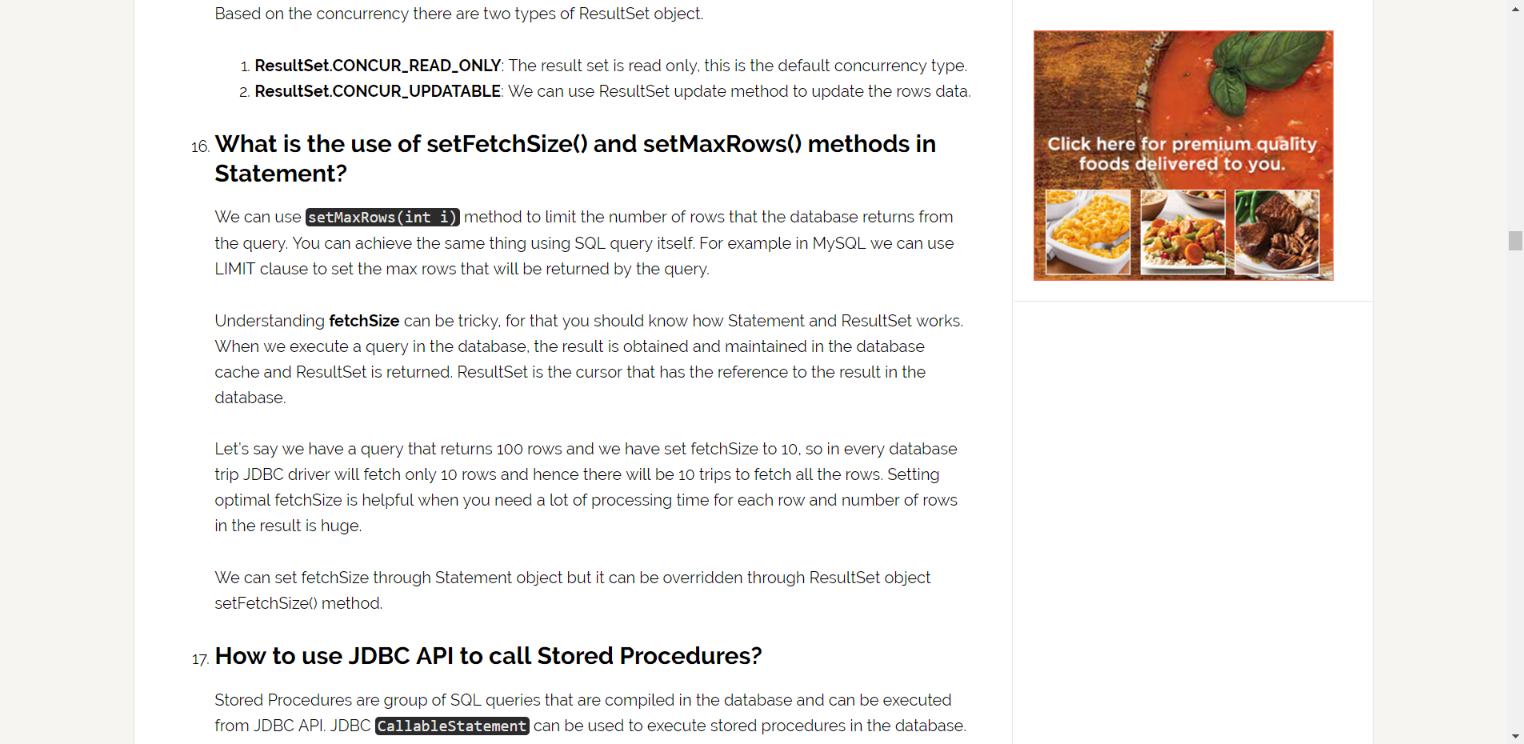 Based on the concurrency there are two types of ResultSet object.
1. ResultSet.CONCUR_READ_ONLY: The result set is read only, this is the default concurrency type.
2. ResultSet.CONCUR_UPDATABLE: We can use ResultSet update method to update the rows data.
16. What is the use of setFetchSize() and setMaxRows() methods in
Statement?
We can use setMaxRows(int i) method to limit the number of rows that the database returns from
the query. You can achieve the same thing using SQL query itself. For example in MySQL we can use
LIMIT clause to set the max rows that will be returned by the query.
Understanding fetchSize can be tricky, for that you should know how Statement and ResultSet works.
When we execute a query in the database, the result is obtained and maintained in the database
cache and ResultSet is returned. ResultSet is the cursor that has the reference to the result in the
database.
Let's say we have a query that returns 100 rows and we have set fetchSize to 10, so in every database
trip JDBC driver will fetch only 10 rows and hence there will be 10 trips to fetch all the rows. Setting
optimal fetchSize is helpful when you need a lot of processing time for each row and number of rows
in the result is huge.
We can set fetchSize through Statement object but it can be overridden through ResultSet object
setFetchSize() method.
17. How to use JDBC API to call Stored Procedures?
Stored Procedures are group of SQL queries that are compiled in the database and can be executed
from JDBC API. JDBC CallableStatement can be used to execute stored procedures in the database.
Click here for premium quality
foods delivered to you.